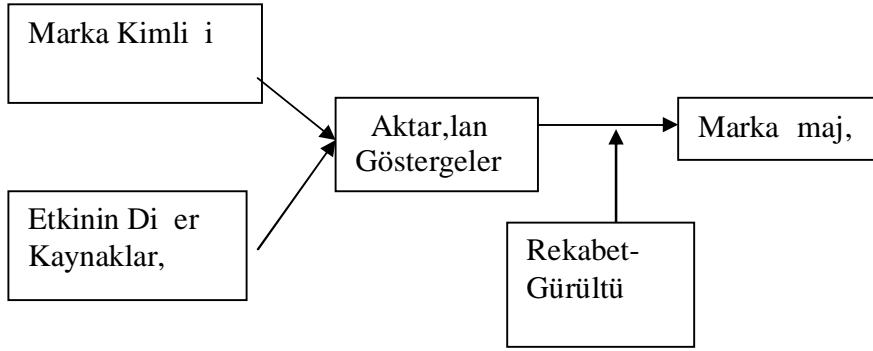 Marka Kimli i
Etkinin Di er
Kaynaklar,
Aktar,lan
Göstergeler
Marka maj,
Rekabet-
Gürültü